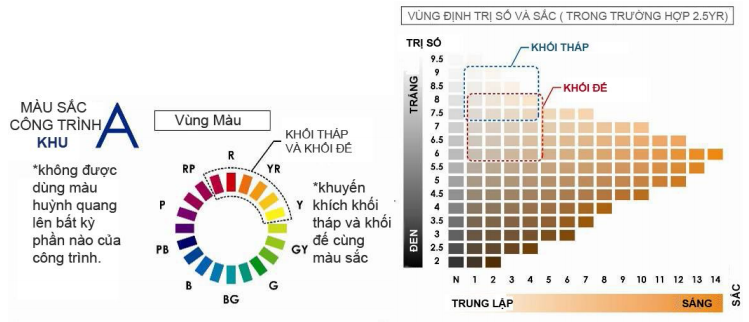 VÙNG ĐỊNH TRỊ SỐ VÀ SẮC ( TRONG TRƯỜNG HỢP 2.5YR)
MÀU SẮC
CÔNG TRÌNH
KHU
A
*không được
dùng màu
huỳnh quang
lên bất kỳ
phần nào của
công trình.
Vùng Màu
KHỐI THÁP
VÀ KHỐI ĐẾ
R
YR
Y
GY
G
BG
B
PB
P
RP
*khuyến
khích khối
tháp và khối
đế cùng
màu sắc
TRỊ SỐ
TRẮNG
ĐEN
9.5
9
8.5
8
7.5
7
6.5
6
5.5
5
4.5
4
3.5
3
2.5
2
KHỐI THÁP
KHỐI ĐẾ
N 1 2 3 4 5 6 7 8 9 10 11 12 13 14
TRUNG LẬP
SÁNG
SẮC